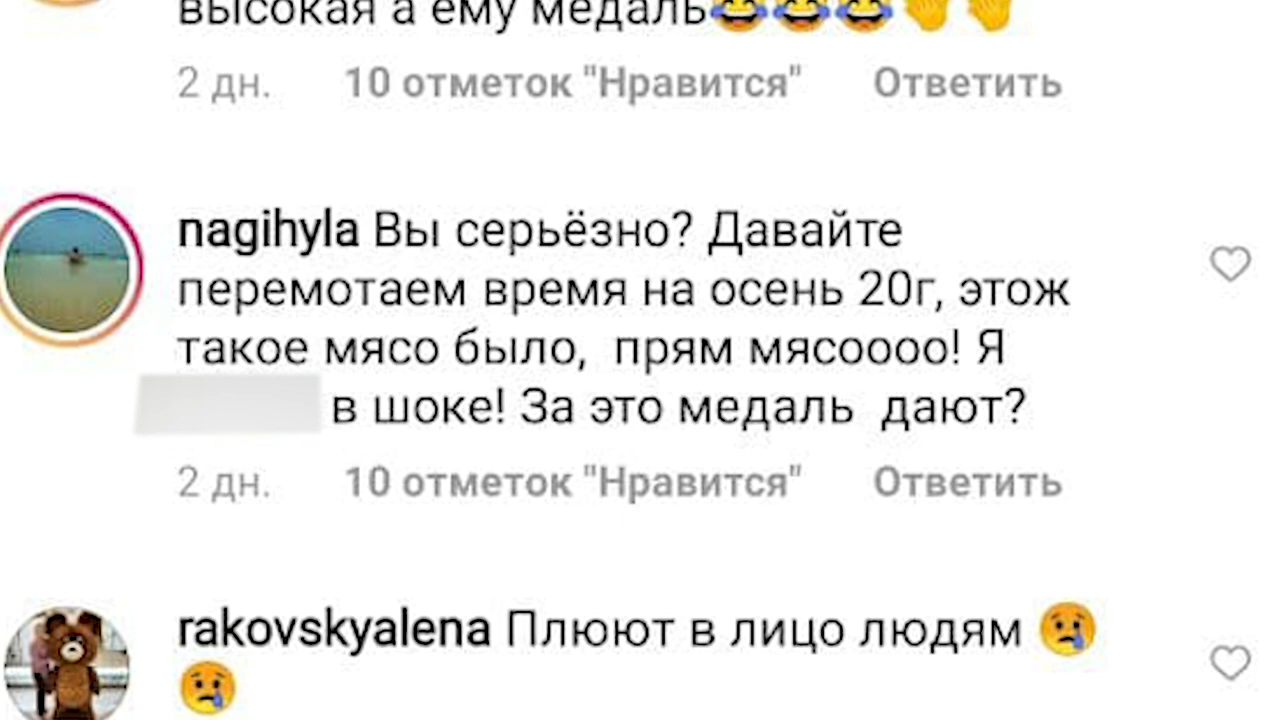 высокая а ему медаль😂😂😂👏👏
2 дн. 10 отметок "Нравится" Ответить
nagihyla Вы серьёзно? Давайте
перемотаем время на осень 20г, этож
такое мясо было, прям мясоооо! Я
в шоке! За это медаль дают?
2 дн. 10 отметок "Нравится" Ответить
rakovskyalena Плюют в лицо людям 😢
😢